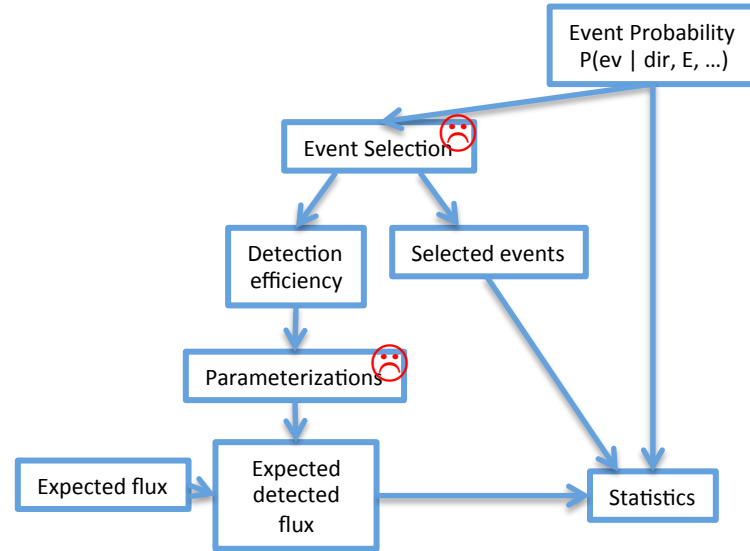 Event Probability
P(ev | dir, E, …)
Event Selection
Detection
efficiency
Selected events
Parameterizations
Expected flux
Expected
detected
flux
Statistics